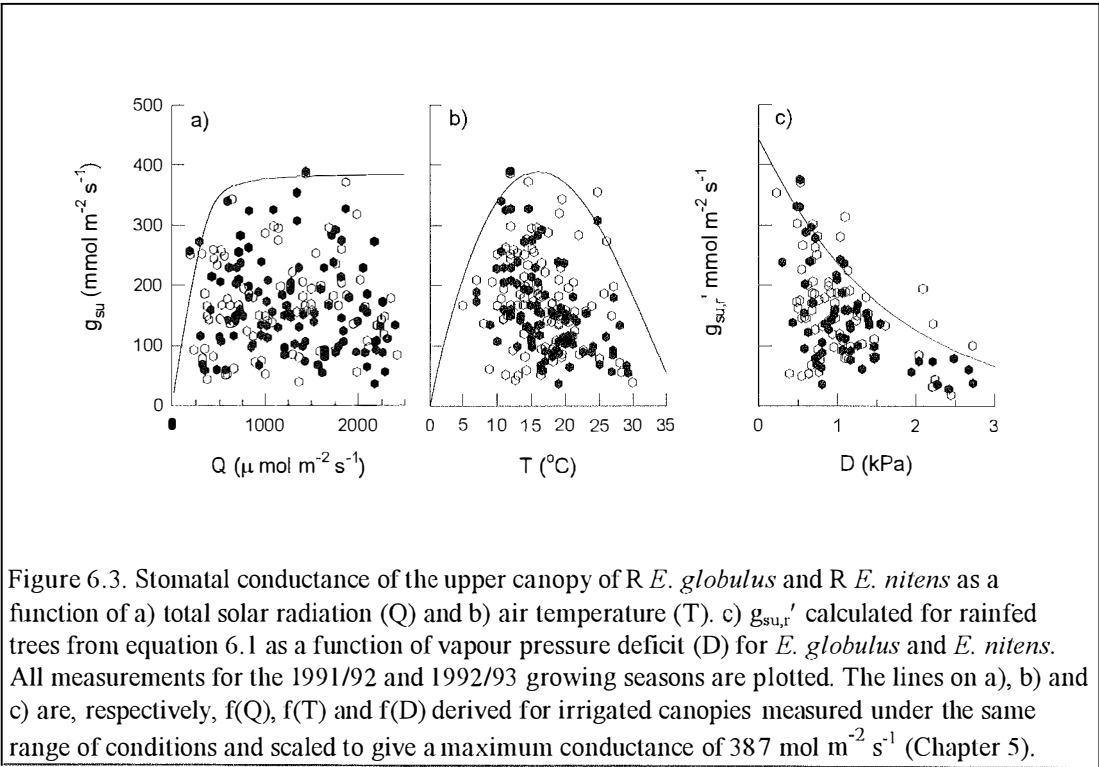 a)
b)
c)
500
400
300
200
100
0
g_su (mmol m⁻² s⁻¹)
0 1000 2000
Q (μ mol m⁻² s⁻¹)
0 5 10 15 20 25 30 35
T (°C)
g_su,r' mmol m⁻² s⁻¹
0 1 2 3
D (kPa)
Figure 6.3. Stomatal conductance of the upper canopy of R E. globulus and R E. nitens as a
function of a) total solar radiation (Q) and b) air temperature (T). c) g_su,r' calculated for rainfed
trees from equation 6.1 as a function of vapour pressure deficit (D) for E. globulus and E. nitens.
All measurements for the 1991/92 and 1992/93 growing seasons are plotted. The lines on a), b) and
c) are, respectively, f(Q), f(T) and f(D) derived for irrigated canopies measured under the same
range of conditions and scaled to give a maximum conductance of 387 mol m⁻² s⁻¹ (Chapter 5).